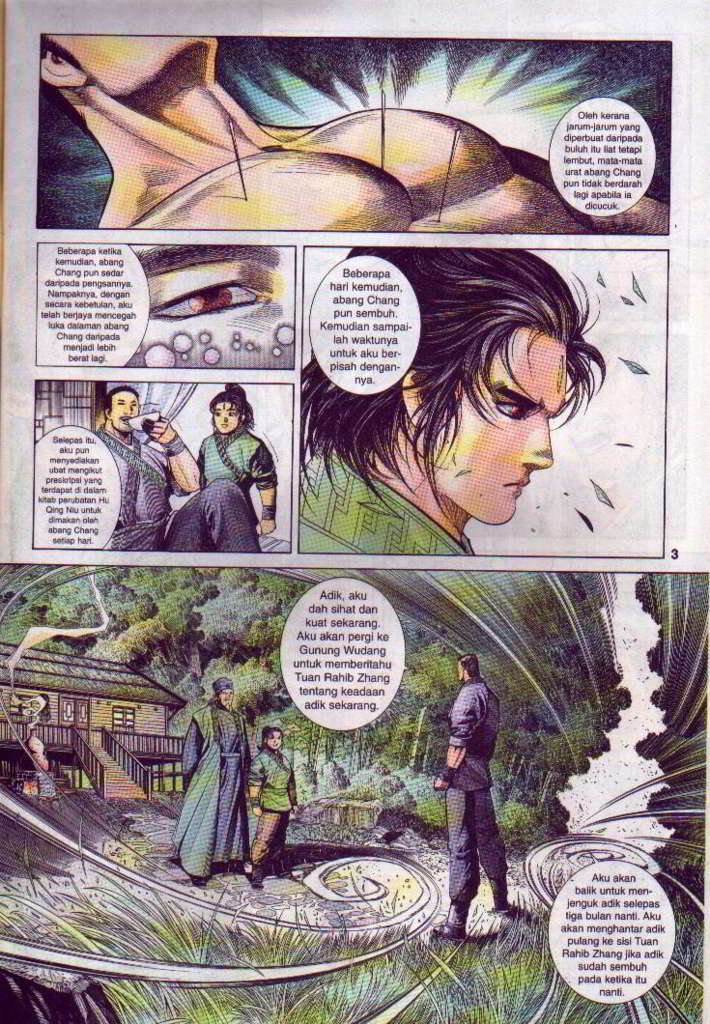 Oleh kerana
jarum-jarum yang
diperbuat daripada
buluh itu liat tetapi
lembut, mata-mata
urat abang Chang
pun tidak berdarah
lagi apabila ia
dicucuk.
Beberapa ketika
kemudian, abang
Chang pun sedar
daripada pengsannya.
Nampaknya, dengan
secara kebetulan, aku
telah berjaya mencegah
luka dalaman abang
Chang daripada
menjadi lebih
berat lagi.
Beberapa
hari kemudian,
abang Chang
pun sembuh.
Kemudian sampai-
lah waktunya
untuk aku ber-
pisah dengan-
nya.
Selepas itu,
aku pun
menyediakan
ubat mengikut
preskripsi yang
terdapat di dalam
kitab perubatan Hu
Qing Niu untuk
dimakan oleh
abang Chang
setiap hari.
3
Adik, aku
dah sihat dan
kuat sekarang.
Aku akan pergi ke
Gunung Wudang
untuk memberitahu
Tuan Rahib Zhang
tentang keadaan
adik sekarang.
Aku akan
balik untuk men-
jenguk adik selepas
tiga bulan nanti. Aku
akan menghantar adik
pulang ke sisi Tuan
Rahib Zhang jika adik
sudah sembuh
pada ketika itu
nanti.